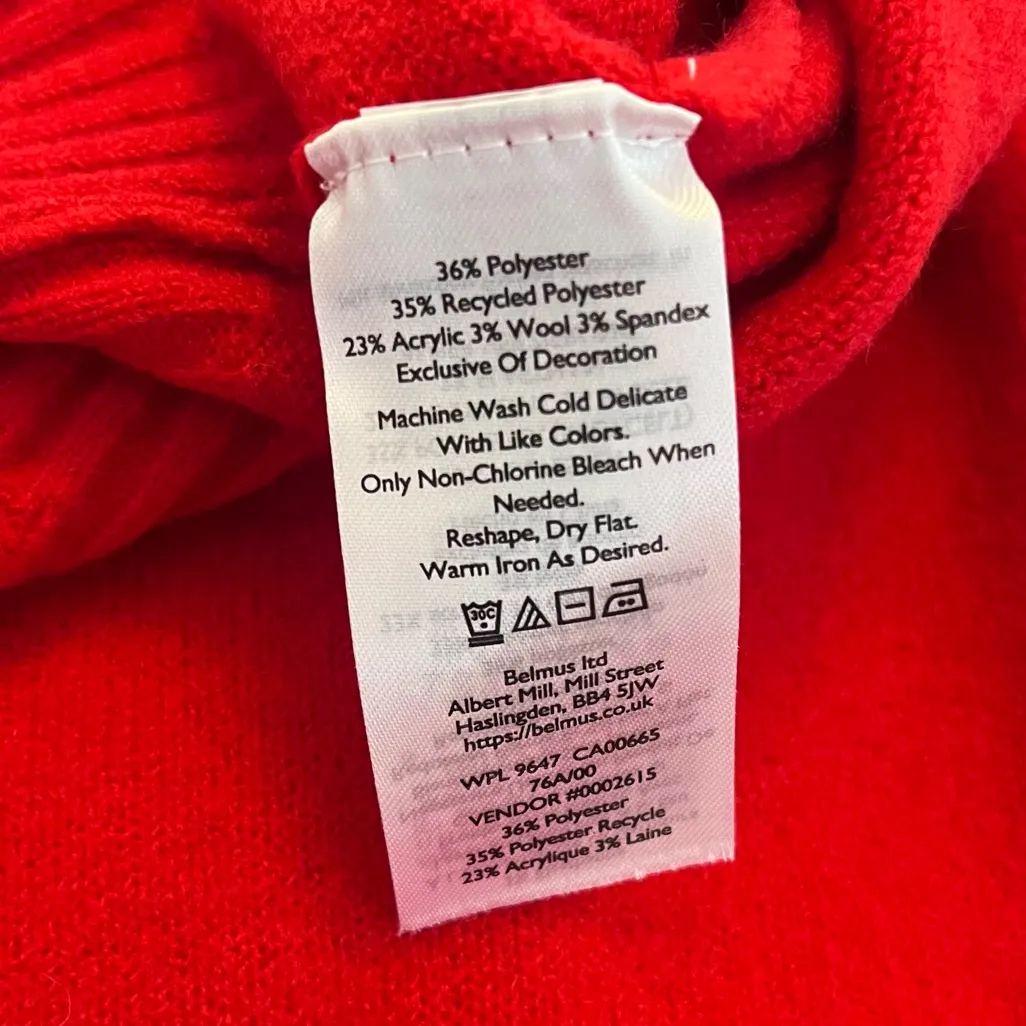 36% Polyester
35% Recycled Polyester
23% Acrylic 3% Wool 3% Spandex
Exclusive Of Decoration
Machine Wash Cold Delicate
With Like Colors.
Only Non-Chlorine Bleach When
Needed.
Reshape, Dry Flat.
Warm Iron As Desired.
30C
Belmus ltd
Albert Mill, Mill Street
Haslingden, BB4 5JW
https://belmus.co.uk
WPL 9647 CA00665
76A/00
VENDOR #0002615
36% Polyester
35% Polyester Recycle
23% Acrylique 3% Laine